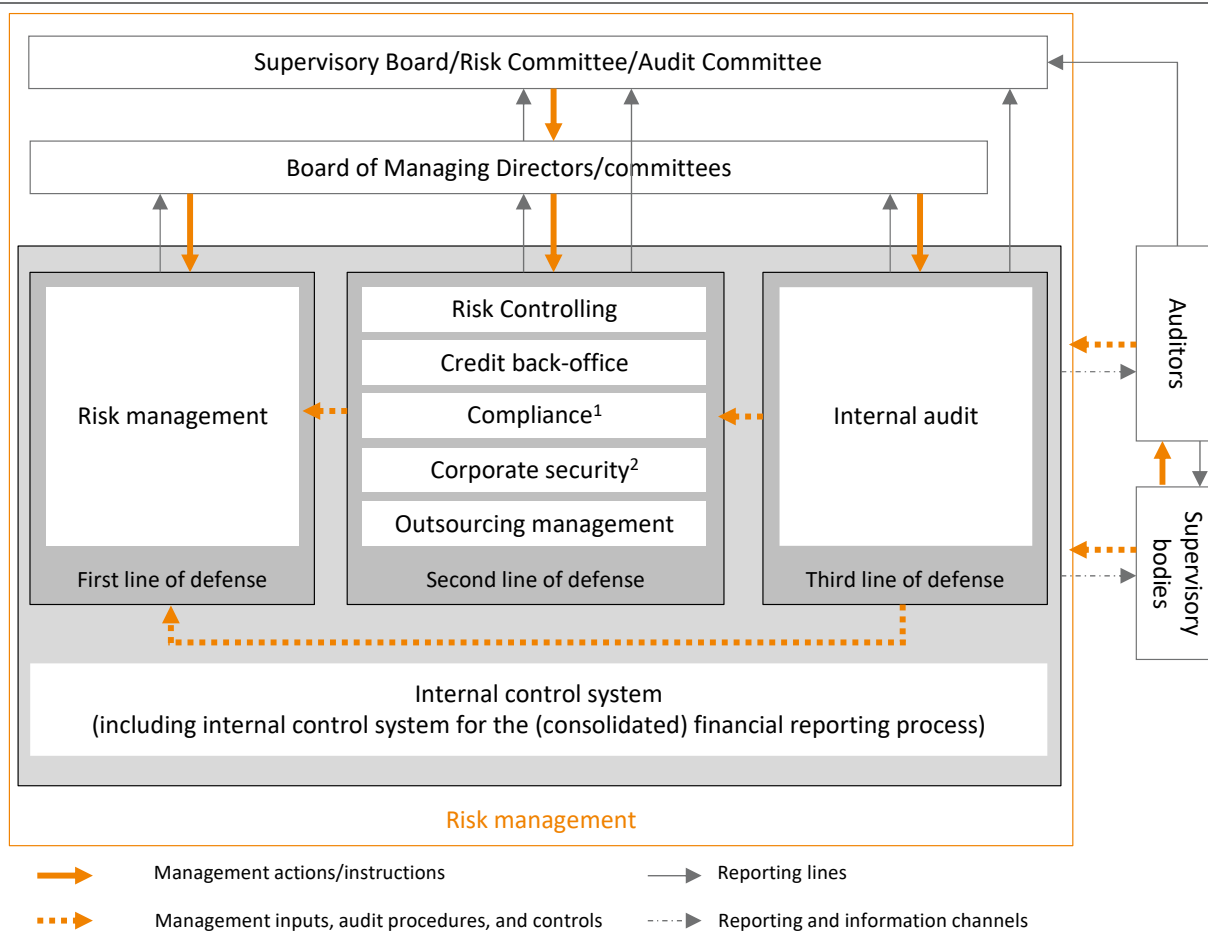 Supervisory Board/Risk Committee/Audit Committee
Board of Managing Directors/committees
Risk management
First line of defense
Risk Controlling
Credit back-office
Compliance1
Corporate security2
Outsourcing management
Second line of defense
Internal audit
Third line of defense
Auditors
Supervisory
bodies
Internal control system
(including internal control system for the (consolidated) financial reporting process)
Risk management
Management actions/instructions
Reporting lines
Management inputs, audit procedures, and controls
Reporting and information channels